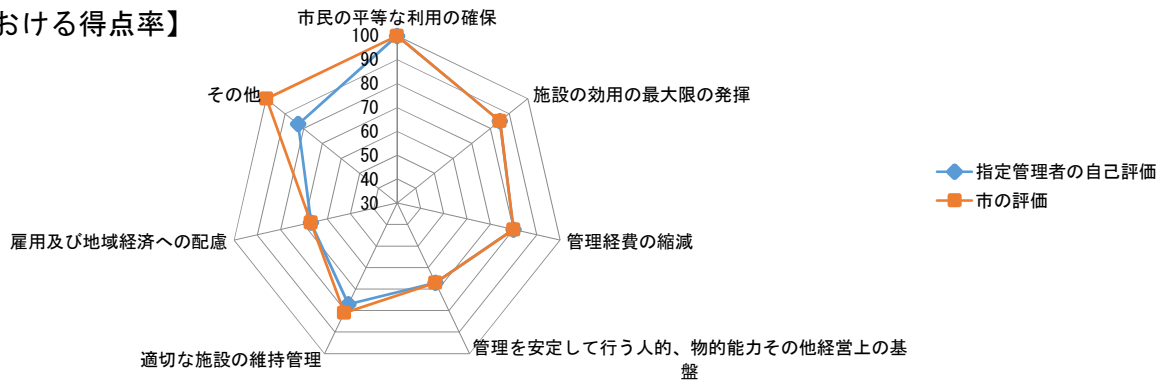 おける得点率】
市民の平等な利用の確保
100
90
80
70
60
50
40
30
その他
施設の効用の最大限の発揮
指定管理者の自己評価
市の評価
雇用及び地域経済への配慮
管理経費の縮減
適切な施設の維持管理
管理を安定して行う人的、物的能力その他経営上の基
盤